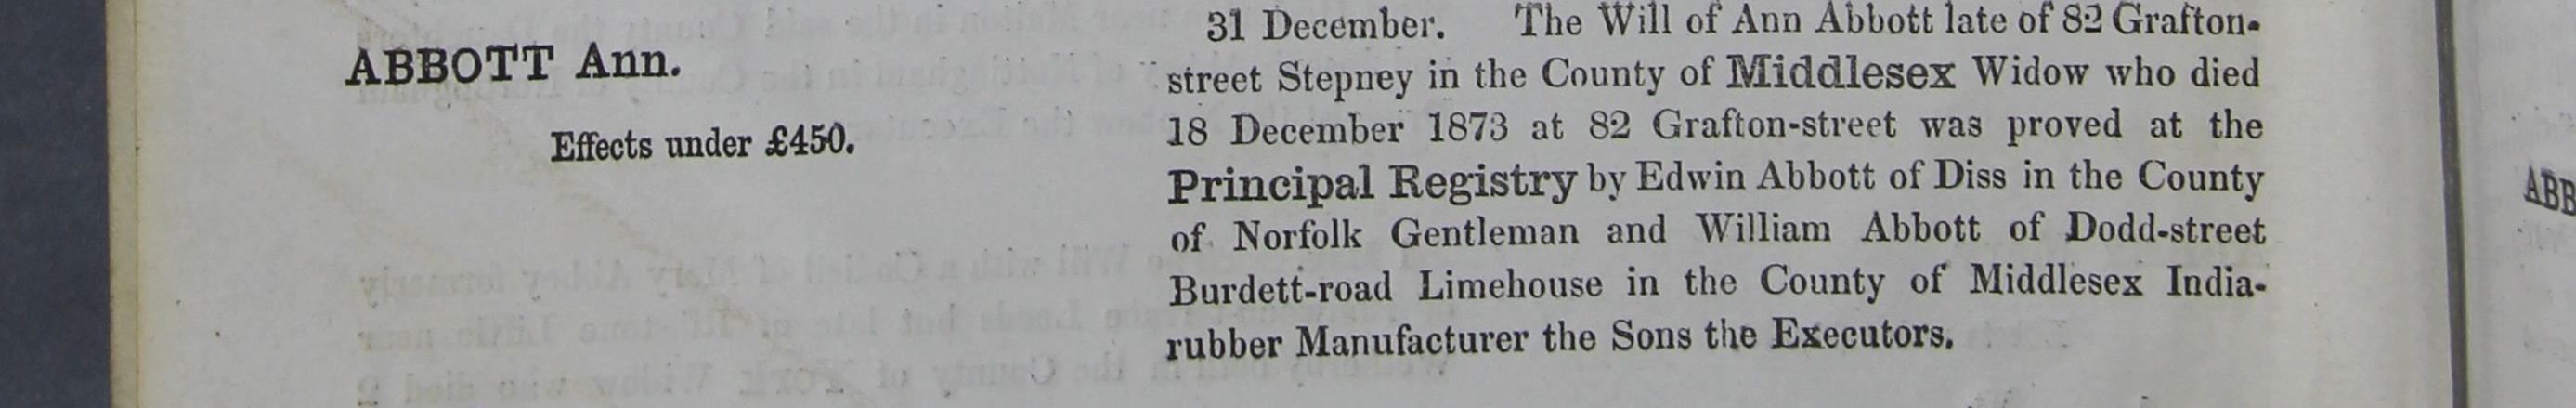 ABBOTT Ann.
Effects under £450.
31 December. The Will of Ann Abbott late of 82 Grafton-
street Stepney in the County of Middlesex Widow who died
18 December 1873 at 82 Grafton-street was proved at the
Principal Registry by Edwin Abbott of Diss in the County
of Norfolk Gentleman and William Abbott of Dodd-street
Burdett-road Limehouse in the County of Middlesex India-
rubber Manufacturer the Sons the Executors.
ABB